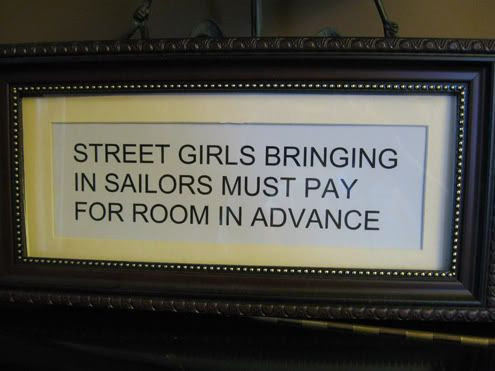 STREET GIRLS BRINGING
IN SAILORS MUST PAY
FOR ROOM IN ADVANCE